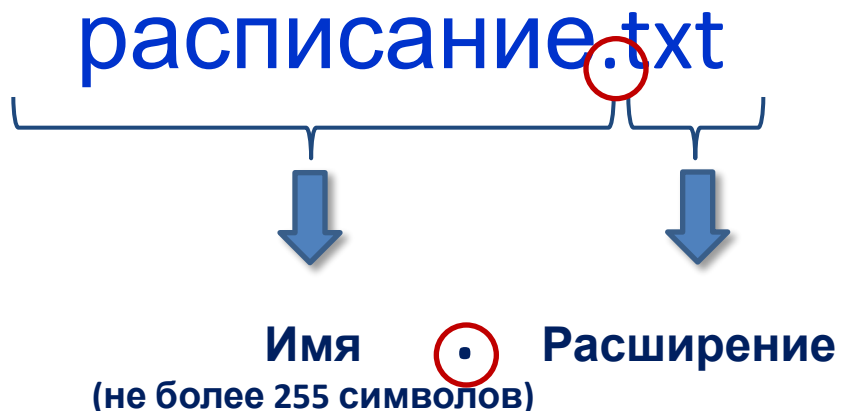 расписание.txt
Имя . Расширение
(не более 255 символов)